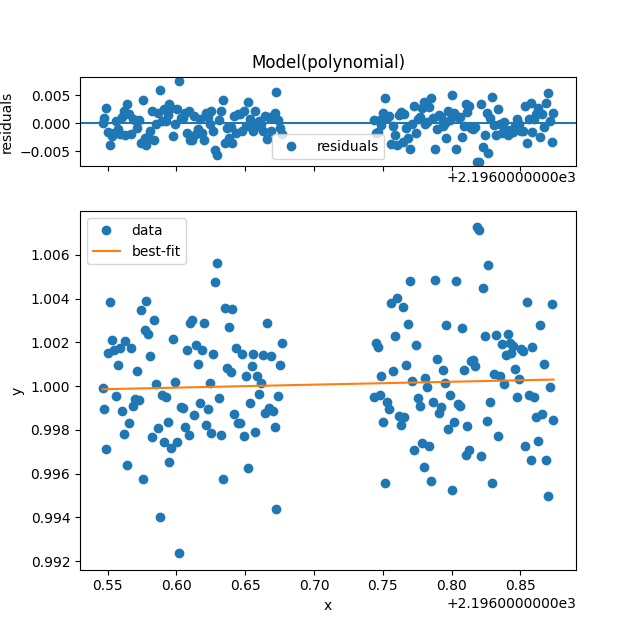 Model(polynomial)
residuals
0.005
0.000
−0.005
residuals
+2.1960000000e3
y
1.006
1.004
1.002
1.000
0.998
0.996
0.994
0.992
data
best-fit
0.55 0.60 0.65 0.70 0.75 0.80 0.85
x
+2.1960000000e3